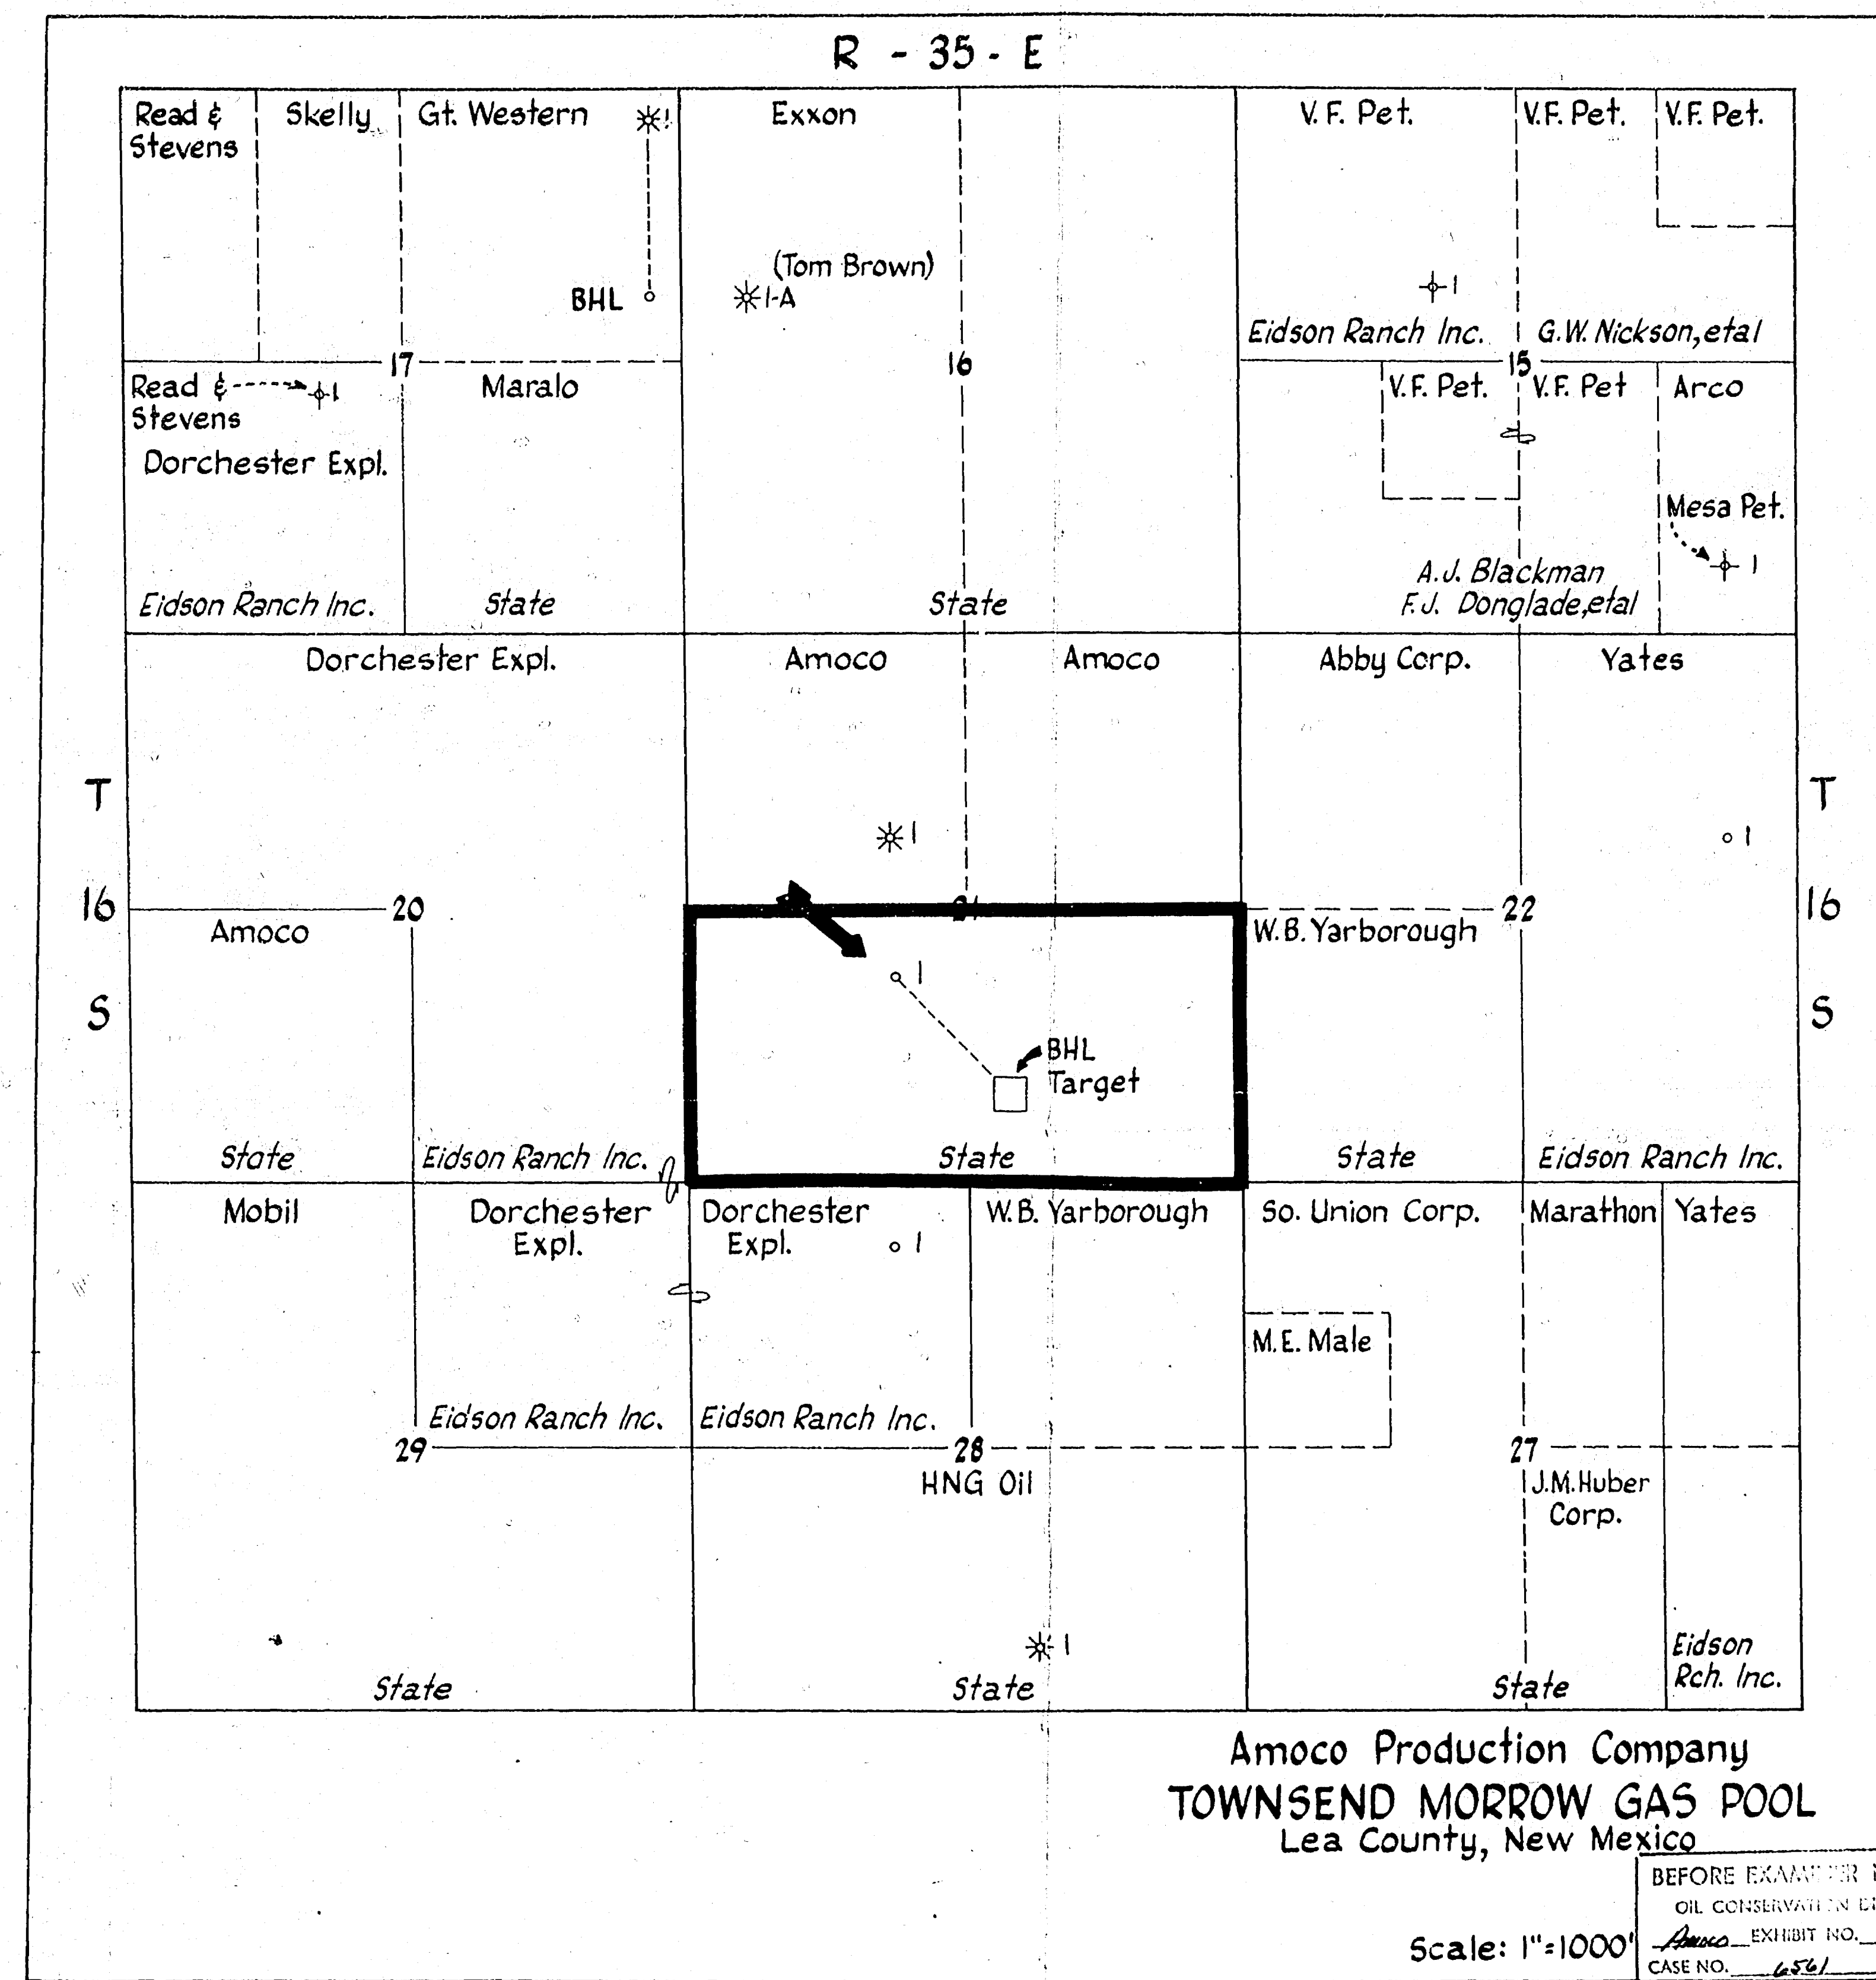 R - 35 - E
Read &
Stevens
Skelly
Gt. Western
1
Exxon
V. F. Pet.
V.F. Pet.
V.F. Pet.
(Tom Brown)
BHL
1-A
1
Eidson Ranch Inc.
G.W. Nickson, etal
17
16
15
Read &
Stevens
1
Maralo
V.F. Pet.
V.F. Pet
Arco
Dorchester Expl.
Mesa Pet.
1
A.J. Blackman
F.J. Donglade, etal
Eidson Ranch Inc.
State
State
Dorchester Expl.
Amoco
Amoco
Abby Corp.
Yates
T
16
S
T
16
S
1
1
20
21
22
Amoco
W.B. Yarborough
1
BHL
Target
State
Eidson Ranch Inc.
State
State
Eidson Ranch Inc.
Mobil
Dorchester
Expl.
Dorchester
Expl.
1
W.B. Yarborough
So. Union Corp.
Marathon
Yates
M.E. Male
Eidson Ranch Inc.
Eidson Ranch Inc.
29
28
27
HNG Oil
J.M. Huber
Corp.
1
Eidson
Rch. Inc.
State
State
State
Amoco Production Company
TOWNSEND MORROW GAS POOL
Lea County, New Mexico
Scale: 1"=1000'
BEFORE EXAMINER
OIL CONSERVATION
Amoco EXHIBIT NO.
CASE NO. 6561